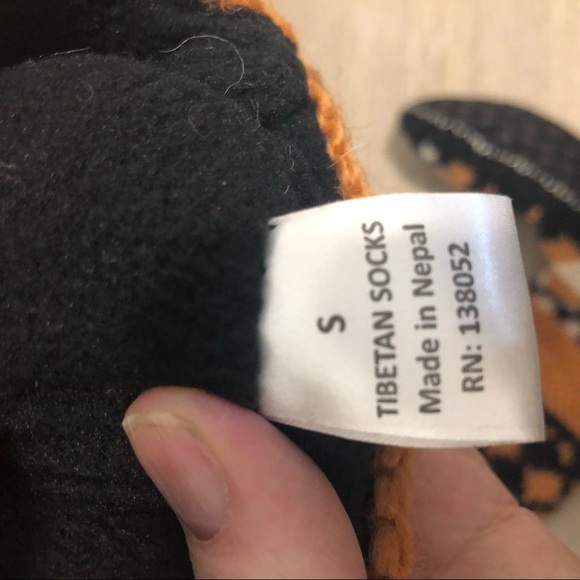 S
TIBETAN SOCKS
Made in Nepal
RN: 138052